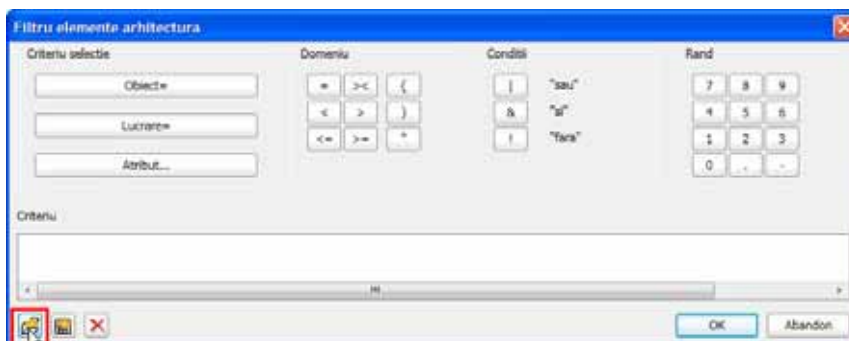 Filtru elemente arhitectura
Criteriu selectie Domeniu Conditii Rand
Obiect= = >< ( | "sau" 7 8 9
Lucrare= < > ) & "si" 4 5 6
Atribut... <= >= " ! "fara" 1 2 3
0 . -
Criteriu
OK Abandon